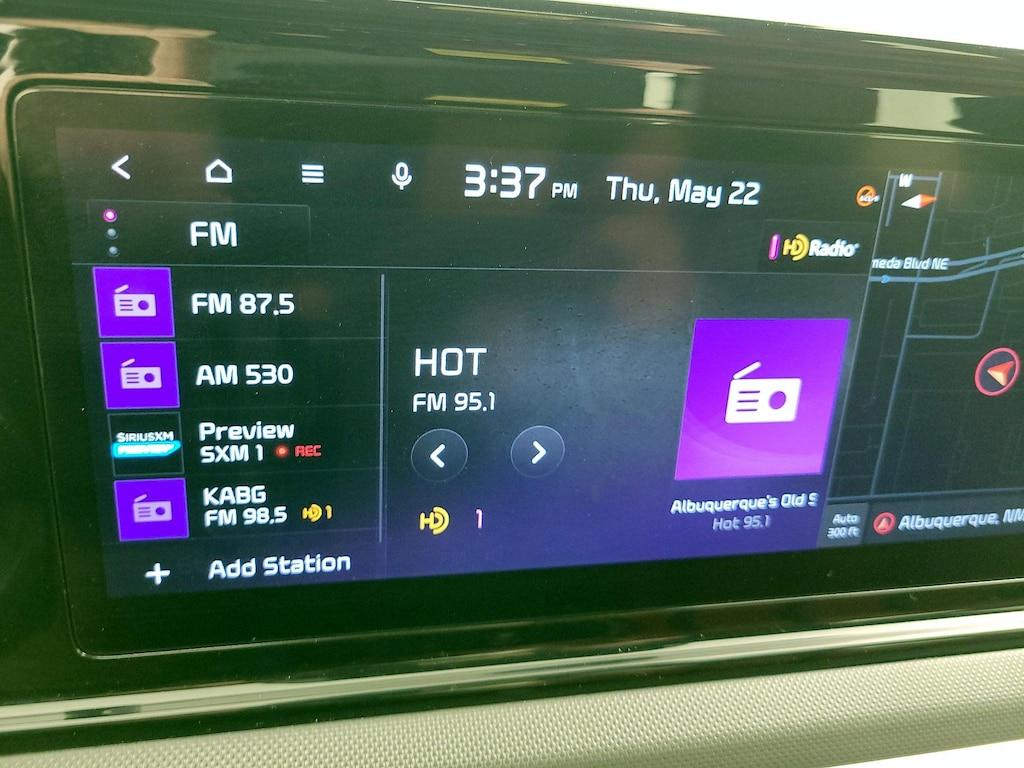 3:37 PM Thu, May 22
W
FM
HD Radio
meda Blvd NE
FM 87.5
AM 530
SIRIUSXM
Preview
SXM 1 REC
KABG
FM 98.5 HD 1
Add Station
HOT
FM 95.1
HD 1
Albuquerque's Old S
Hot 95.1
Auto
300 ft
Albuquerque, NM